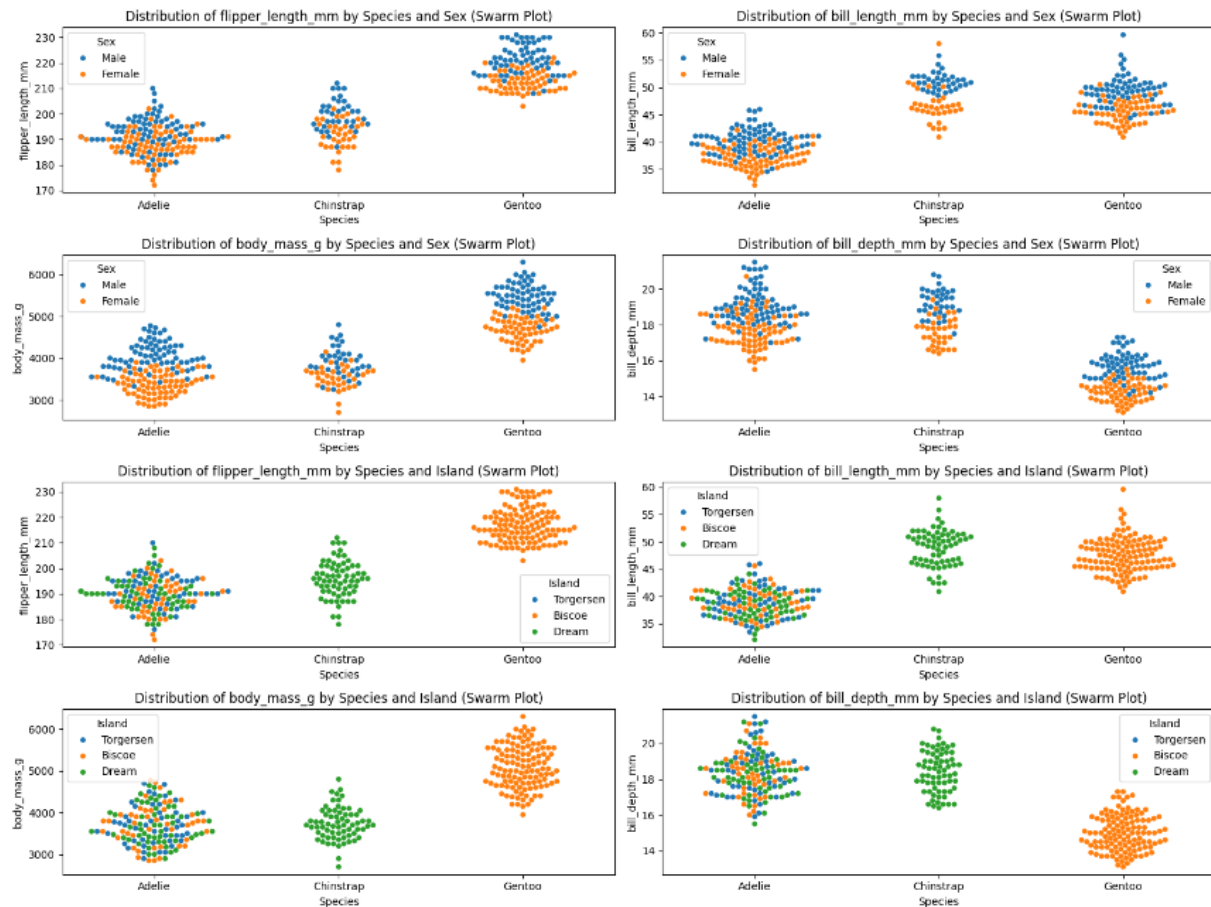 Distribution of flipper_length_mm by Species and Sex (Swarm Plot)
Sex
Male
Female
230
220
210
200
190
180
170
flipper_length_mm
Adelie Chinstrap Gentoo
Species
Distribution of bill_length_mm by Species and Sex (Swarm Plot)
Sex
Male
Female
60
55
50
45
40
35
bill_length_mm
Adelie Chinstrap Gentoo
Species
Distribution of body_mass_g by Species and Sex (Swarm Plot)
Sex
Male
Female
6000
5000
4000
3000
body_mass_g
Adelie Chinstrap Gentoo
Species
Distribution of bill_depth_mm by Species and Sex (Swarm Plot)
Sex
Male
Female
20
18
16
14
bill_depth_mm
Adelie Chinstrap Gentoo
Species
Distribution of flipper_length_mm by Species and Island (Swarm Plot)
230
220
210
200
190
180
170
flipper_length_mm
Island
Torgersen
Biscoe
Dream
Adelie Chinstrap Gentoo
Species
Distribution of bill_length_mm by Species and Island (Swarm Plot)
Island
Torgersen
Biscoe
Dream
60
55
50
45
40
35
bill_length_mm
Adelie Chinstrap Gentoo
Species
Distribution of body_mass_g by Species and Island (Swarm Plot)
Island
Torgersen
Biscoe
Dream
6000
5000
4000
3000
body_mass_g
Adelie Chinstrap Gentoo
Species
Distribution of bill_depth_mm by Species and Island (Swarm Plot)
Island
Torgersen
Biscoe
Dream
20
18
16
14
bill_depth_mm
Adelie Chinstrap Gentoo
Species